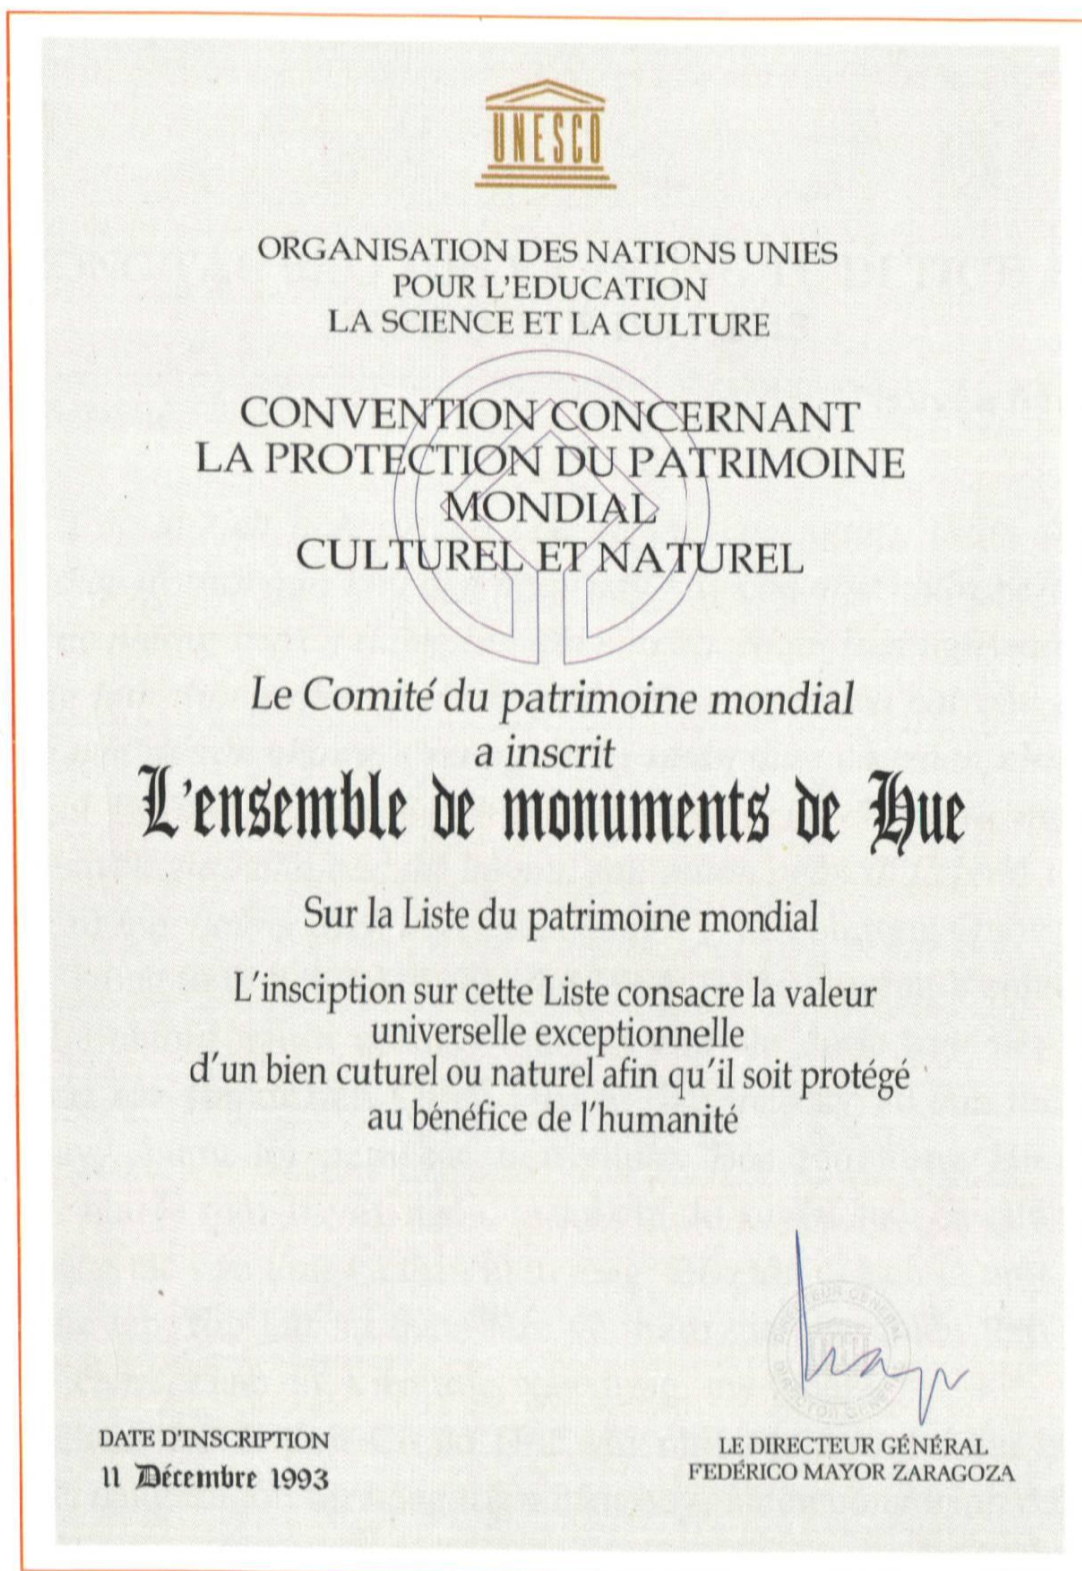 UNESCO
ORGANISATION DES NATIONS UNIES
POUR L'EDUCATION
LA SCIENCE ET LA CULTURE
CONVENTION CONCERNANT
LA PROTECTION DU PATRIMOINE
MONDIAL
CULTUREL ET NATUREL
Le Comité du patrimoine mondial
a inscrit
L'ensemble de monuments de Hue
Sur la Liste du patrimoine mondial
L'insciption sur cette Liste consacre la valeur
universelle exceptionnelle
d'un bien cuturel ou naturel afin qu'il soit protégé
au bénéfice de l'humanité
DATE D'INSCRIPTION
11 Décembre 1993
LE DIRECTEUR GÉNÉRAL
FEDÉRICO MAYOR ZARAGOZA